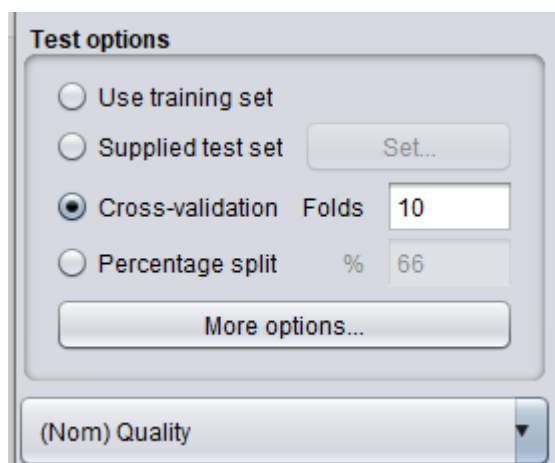 Test options
Use training set
Supplied test set Set...
Cross-validation Folds 10
Percentage split % 66
More options...
(Nom) Quality